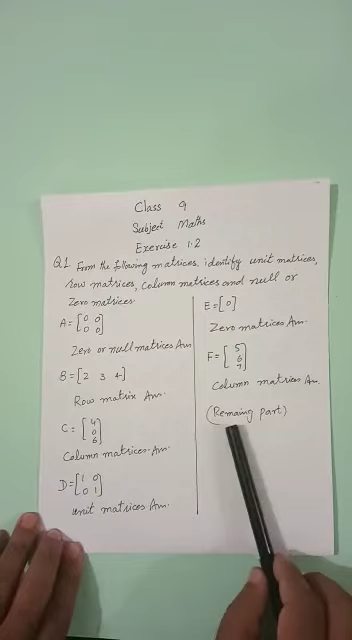 Class 9
Subject Maths
Exercise 1.2
Q1. From the following matrices, identify unit matrices,
row matrices, column matrices and null or
zero matrices.
A = [0 0
0 0]
Zero or null matrices Ans
B = [2 3 4]
Row matrix Ans.
C = [4
0
6]
Column matrices. Ans.
D = [1 0
0 1]
unit matrices Ans.
E = [0]
Zero matrices Ans.
F = [5
6
7]
Column matrices Ans.
(Remaing part)